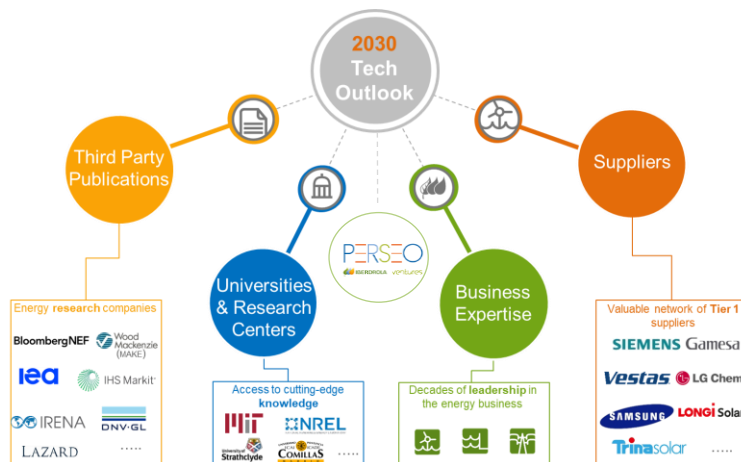 2030
Tech
Outlook
Third Party
Publications
Suppliers
PERSEO
IBERDROLA ventures
Universities
& Research
Centers
Business
Expertise
Energy research companies
BloombergNEF
Wood
Mackenzie
(MAKE)
iea
IHS Markit
IRENA
DNV·GL
LAZARD
.....
Access to cutting-edge
knowledge
MIT
NREL
University of
Strathclyde
COMILLAS
.....
Decades of leadership in
the energy business
Valuable network of Tier 1
suppliers
SIEMENS Gamesa
Vestas
LG Chem
SAMSUNG
LONGi Solar
Trinasolar
.....